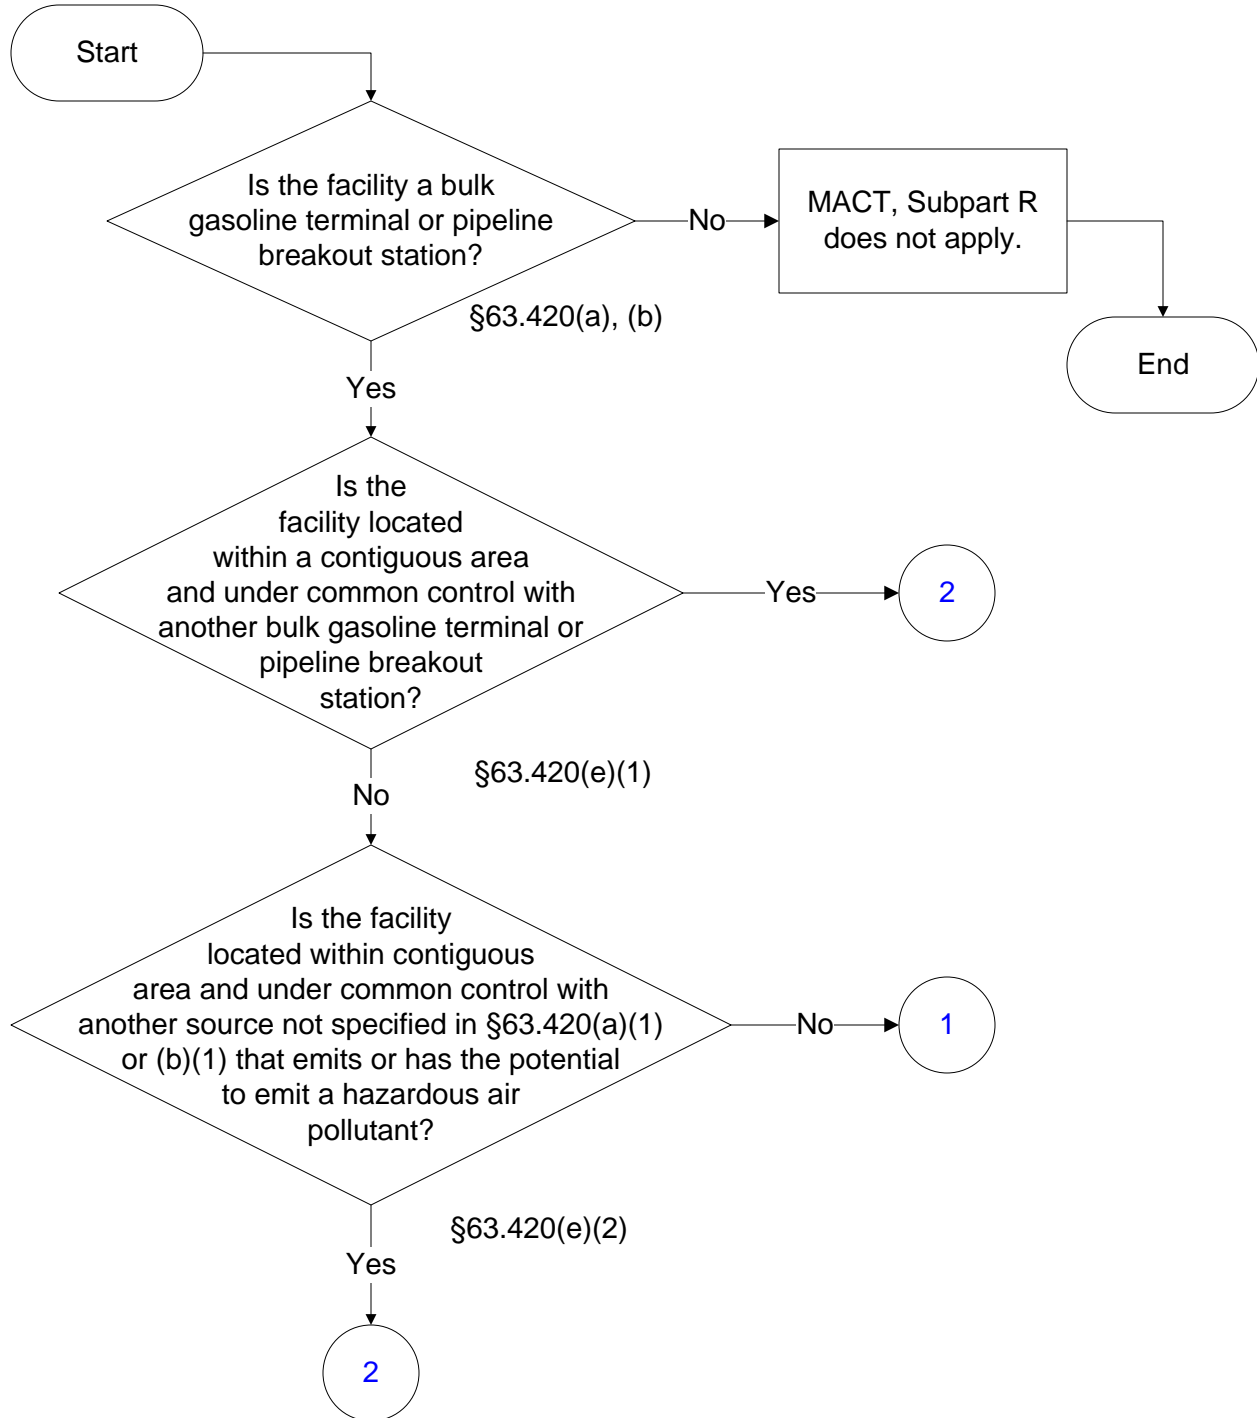 Start
Is the facility a bulk
gasoline terminal or pipeline
breakout station?
No
MACT, Subpart R
does not apply.
§63.420(a), (b)
End
Yes
Is the
facility located
within a contiguous area
and under common control with
another bulk gasoline terminal or
pipeline breakout
station?
Yes
2
§63.420(e)(1)
No
Is the facility
located within contiguous
area and under common control with
another source not specified in §63.420(a)(1)
or (b)(1) that emits or has the potential
to emit a hazardous air
pollutant?
No
1
§63.420(e)(2)
Yes
2